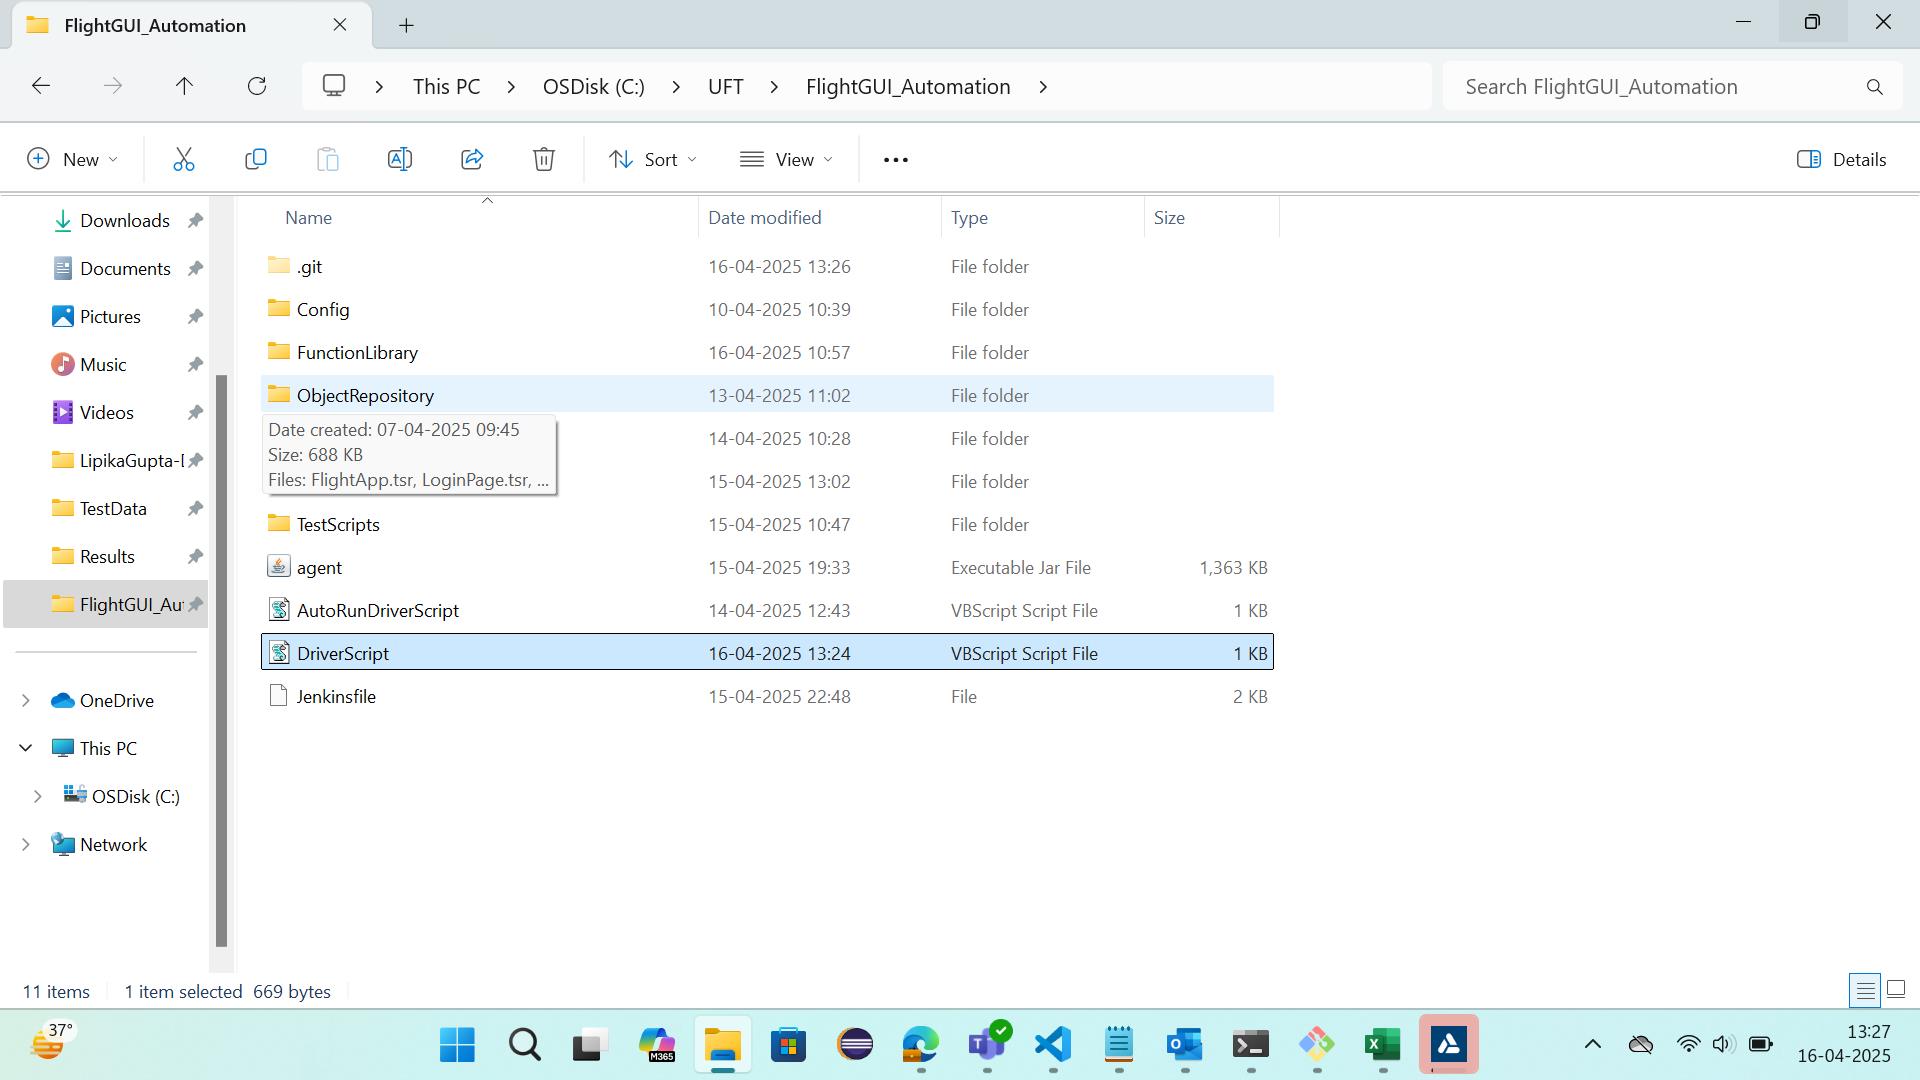 FlightGUI_Automation
This PC OSDisk (C:) UFT FlightGUI_Automation
Search FlightGUI_Automation
New
Sort
View
Details
Downloads
Documents
Pictures
Music
Videos
LipikaGupta-I
TestData
Results
FlightGUI_Au
OneDrive
This PC
OSDisk (C:)
Network
Name Date modified Type Size
.git 16-04-2025 13:26 File folder
Config 10-04-2025 10:39 File folder
FunctionLibrary 16-04-2025 10:57 File folder
ObjectRepository 13-04-2025 11:02 File folder
14-04-2025 10:28 File folder
15-04-2025 13:02 File folder
Date created: 07-04-2025 09:45
Size: 688 KB
Files: FlightApp.tsr, LoginPage.tsr, ...
TestScripts 15-04-2025 10:47 File folder
agent 15-04-2025 19:33 Executable Jar File 1,363 KB
AutoRunDriverScript 14-04-2025 12:43 VBScript Script File 1 KB
DriverScript 16-04-2025 13:24 VBScript Script File 1 KB
Jenkinsfile 15-04-2025 22:48 File 2 KB
11 items 1 item selected 669 bytes
37°
M365
13:27
16-04-2025